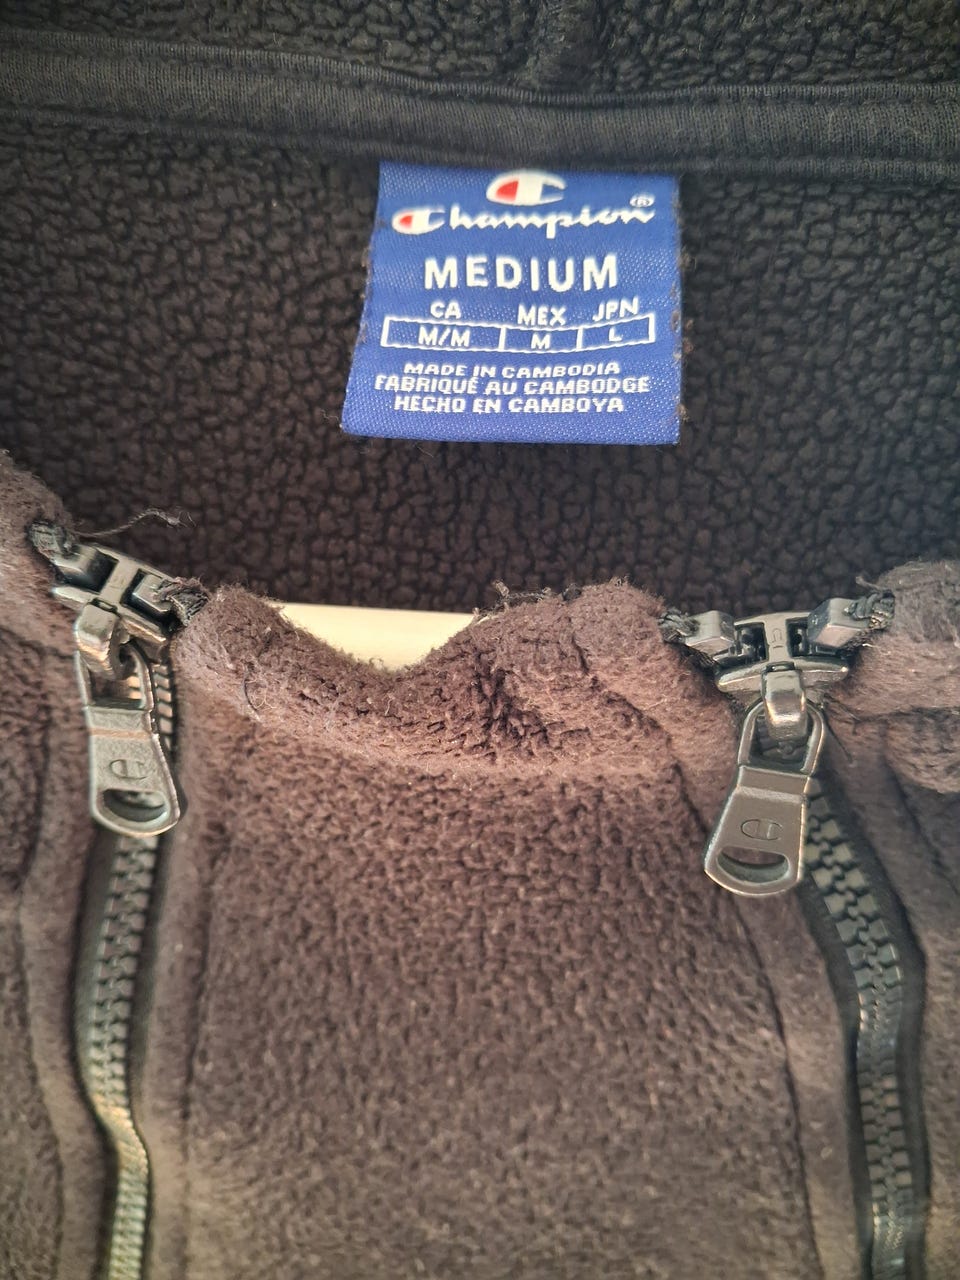 Champion®
MEDIUM
CA MEX JPN
M/M M L
MADE IN CAMBODIA
FABRIQUÉ AU CAMBODGE
HECHO EN CAMBOYA